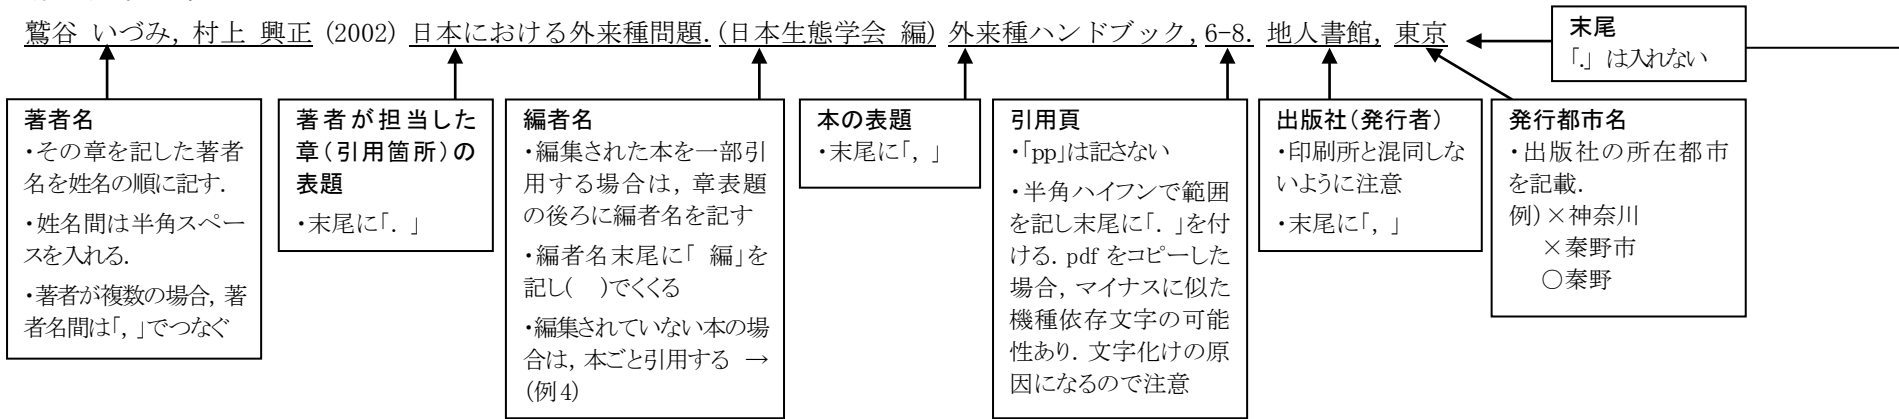 鷲谷 いづみ, 村上 興正 (2002) 日本における外来種問題. (日本生態学会 編) 外来種ハンドブック, 6-8. 地人書館, 東京
末尾
「.」は入れない
著者名
・その章を記した著者
名を姓名の順に記す.
・姓名間は半角スペー
スを入れる.
・著者が複数の場合, 著
者名間は「, 」でつなぐ
著者が担当した
章(引用箇所)の
表題
・末尾に「. 」
編者名
・編集された本を一部引
用する場合は, 章表題
の後ろに編者名を記す
・編者名末尾に「 編」を
記し( )でくくる
・編集されていない本の場
合は, 本ごと引用する →
(例4)
本の表題
・末尾に「, 」
引用頁
・「pp」は記さない
・半角ハイフンで範囲
を記し末尾に「. 」を付
ける. pdf をコピーした
場合, マイナスに似た
機種依存文字の可能
性あり. 文字化けの原
因になるので注意
出版社(発行者)
・印刷所と混同しな
いように注意
・末尾に「, 」
発行都市名
・出版社の所在都市
を記載.
例)×神奈川
×秦野市
○秦野